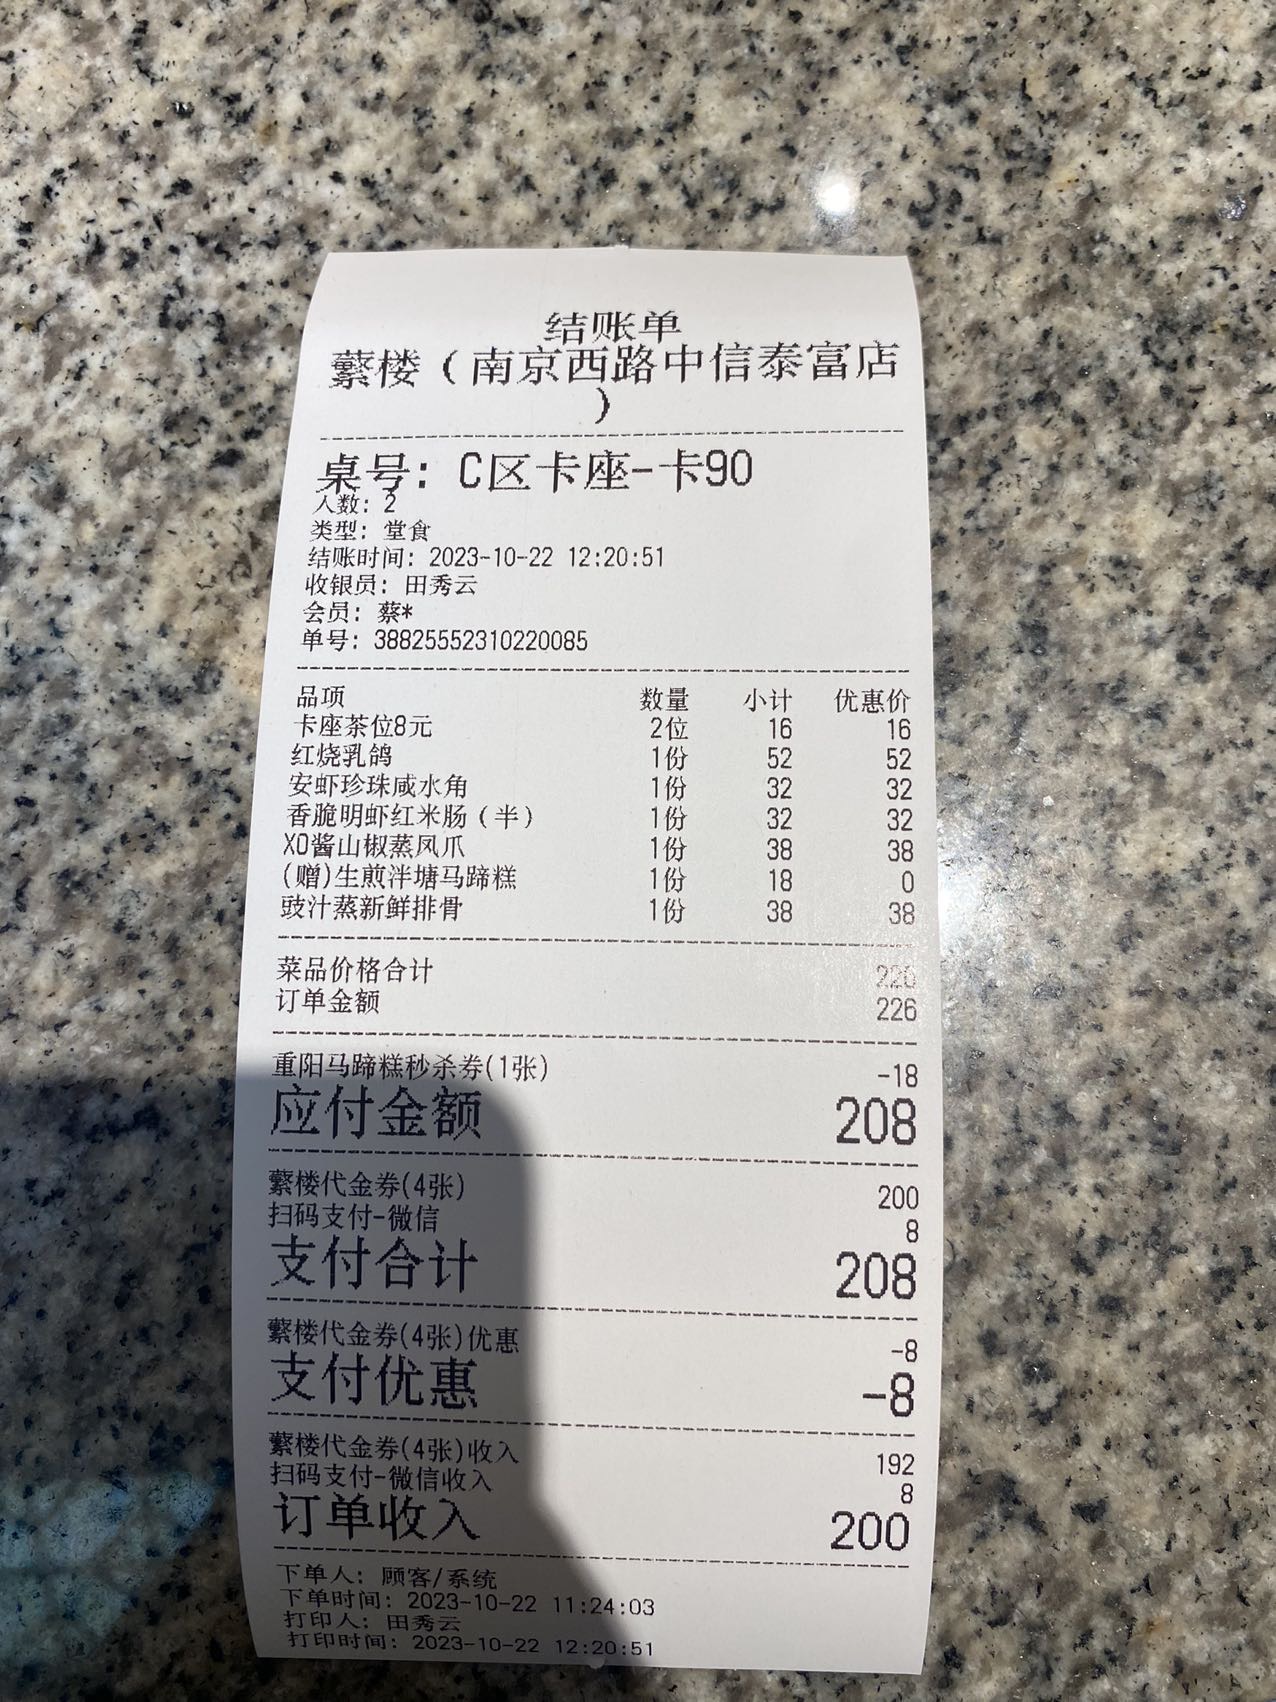 结账单
蘩楼（南京西路中信泰富店
）
桌号：C区卡座-卡90
人数：2
类型：堂食
结账时间：2023-10-22 12:20:51
收银员：田秀云
会员：蔡*
单号：38825552310220085
品项 数量 小计 优惠价
卡座茶位8元 2位 16 16
红烧乳鸽 1份 52 52
安虾珍珠咸水角 1份 32 32
香脆明虾红米肠（半） 1份 32 32
XO酱山椒蒸凤爪 1份 38 38
(赠)生煎泮塘马蹄糕 1份 18 0
豉汁蒸新鲜排骨 1份 38 38
菜品价格合计 226
订单金额 226
重阳马蹄糕秒杀券(1张) -18
应付金额 208
蘩楼代金券(4张) 200
扫码支付-微信 8
支付合计 208
蘩楼代金券(4张)优惠 -8
支付优惠 -8
蘩楼代金券(4张)收入 192
扫码支付-微信收入 8
订单收入 200
下单人：顾客/系统
下单时间：2023-10-22 11:24:03
打印人：田秀云
打印时间：2023-10-22 12:20:51